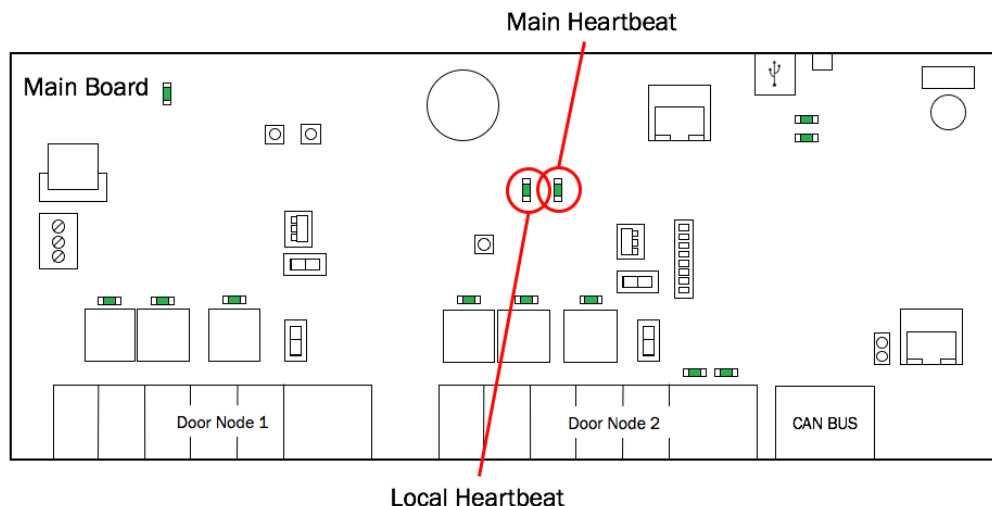 Main Heartbeat
Main Board
Door Node 1
Door Node 2
CAN BUS
Local Heartbeat